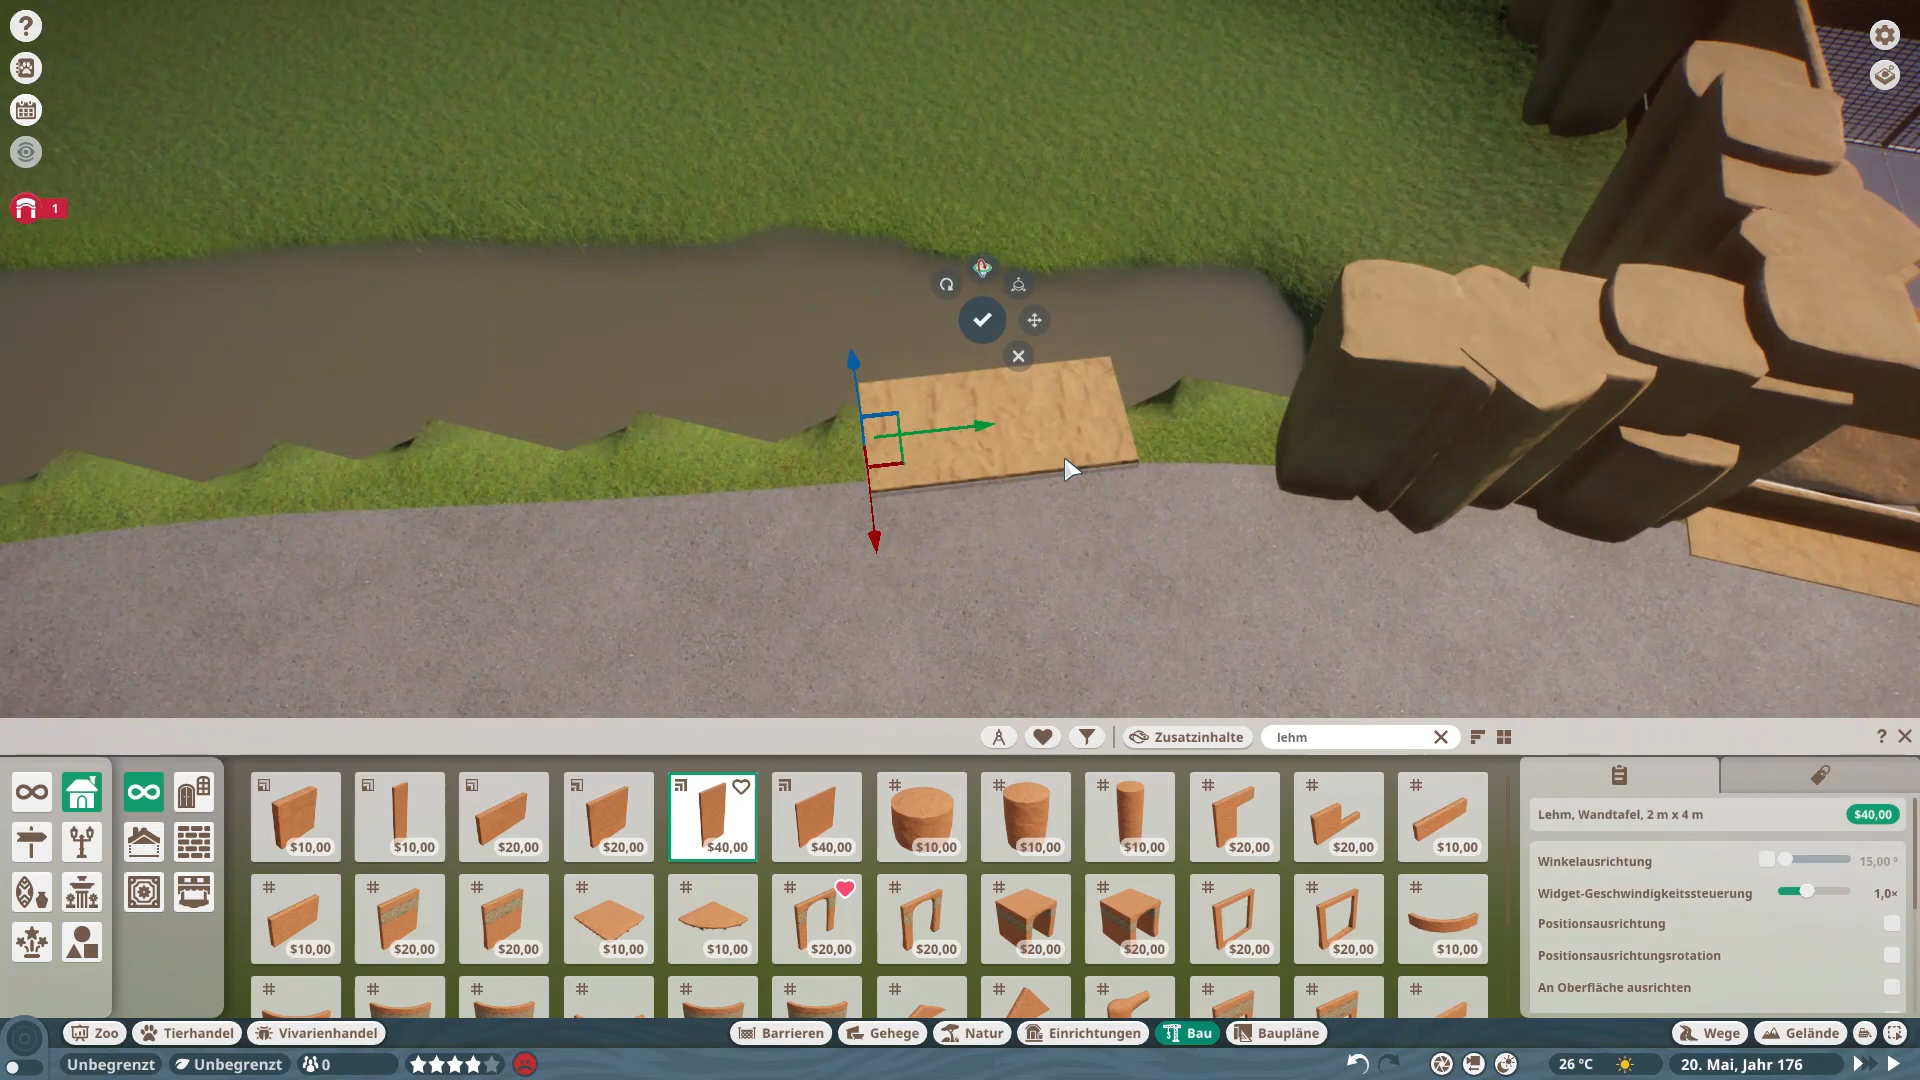 1
Zusatzinhalte
lehm
?
$10,00
$10,00
$20,00
$20,00
$40,00
$40,00
$10,00
$10,00
$10,00
$20,00
$20,00
$10,00
$10,00
$20,00
$20,00
$10,00
$10,00
$20,00
$20,00
$20,00
$20,00
$20,00
$20,00
$10,00
Lehm, Wandtafel, 2 m x 4 m
$40,00
Winkelausrichtung
15,00 °
Widget-Geschwindigkeitssteuerung
1,0×
Positionsausrichtung
Positionsausrichtungsrotation
An Oberfläche ausrichten
Zoo
Tierhandel
Vivarienhandel
Barrieren
Gehege
Natur
Einrichtungen
Bau
Baupläne
Wege
Gelände
Unbegrenzt
Unbegrenzt
0
26 °C
20. Mai, Jahr 176